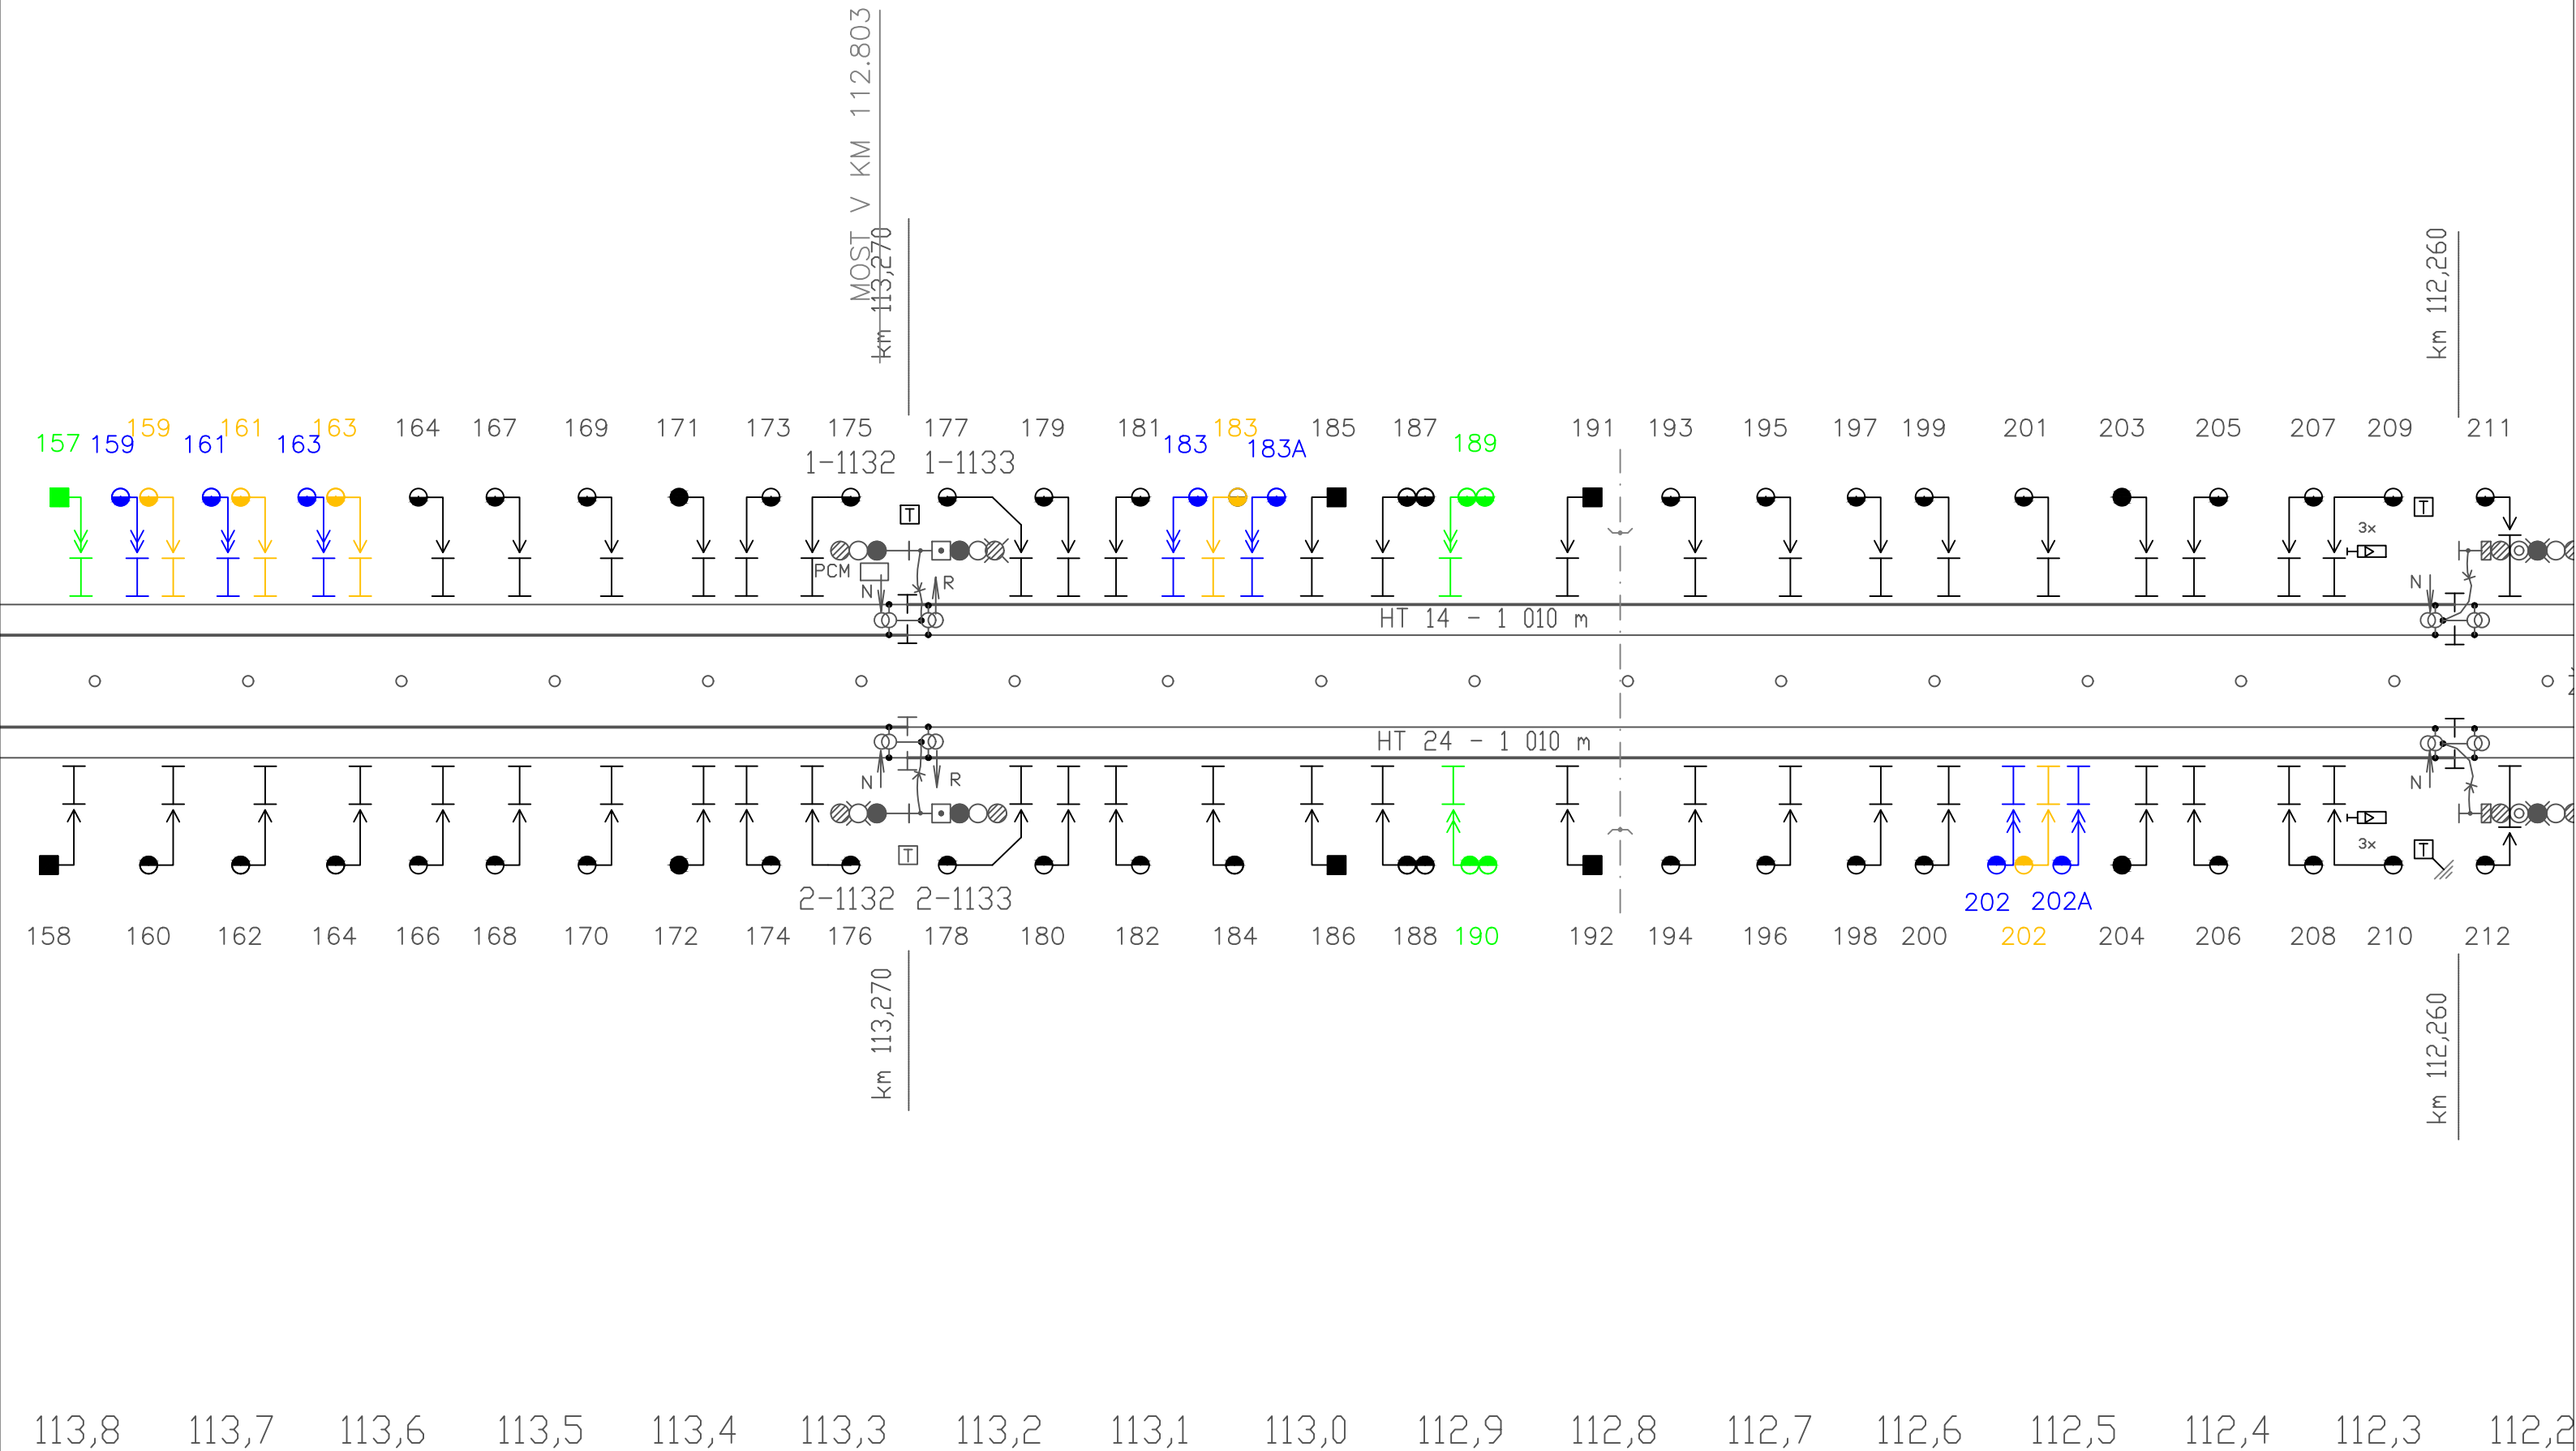 MOST V KM 112.803
km 113,270
km 112,260
157 159 159 161 161 163 163 164 167 169 171 173 175 177 179 181 183 183 183A 185 187 189 191 193 195 197 199 201 203 205 207 209 211
1-1132 1-1133
T T
3x
PCM
N R N
HT 14 - 1 010 m
HT 24 - 1 010 m
N R N
3x
T T
2-1132 2-1133
202 202A
158 160 162 164 166 168 170 172 174 176 178 180 182 184 186 188 190 192 194 196 198 200 202 204 206 208 210 212
km 113,270
km 112,260
113,8 113,7 113,6 113,5 113,4 113,3 113,2 113,1 113,0 112,9 112,8 112,7 112,6 112,5 112,4 112,3 112,2